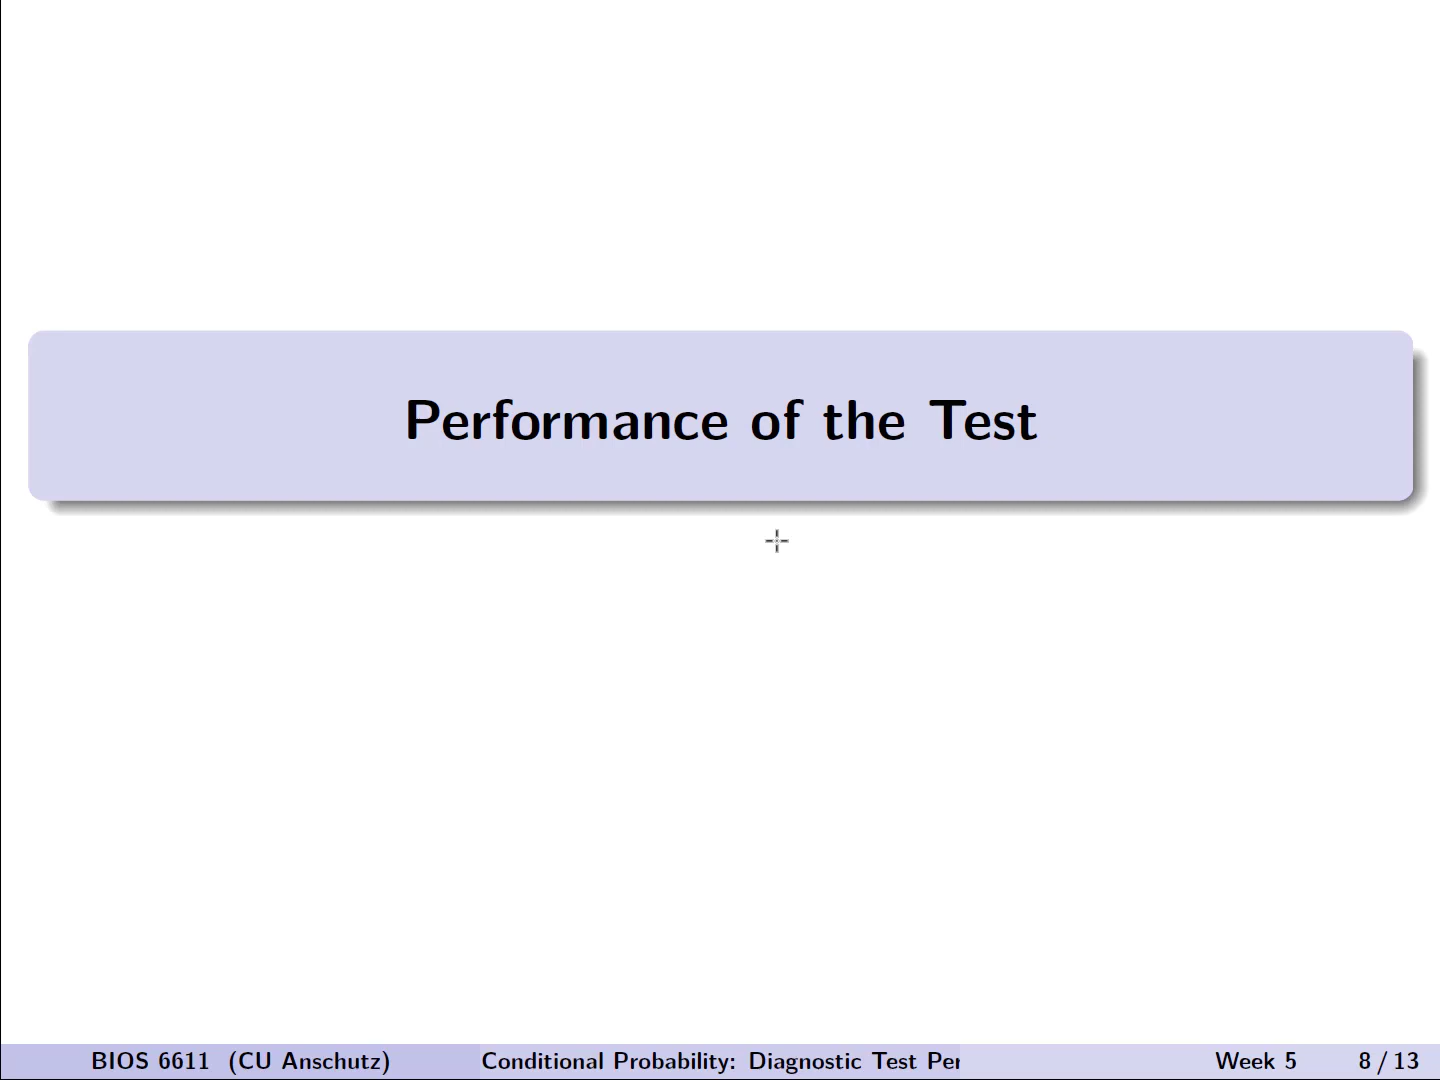 Performance of the Test
BIOS 6611 (CU Anschutz) Conditional Probability: Diagnostic Test Per Week 5 8 / 13